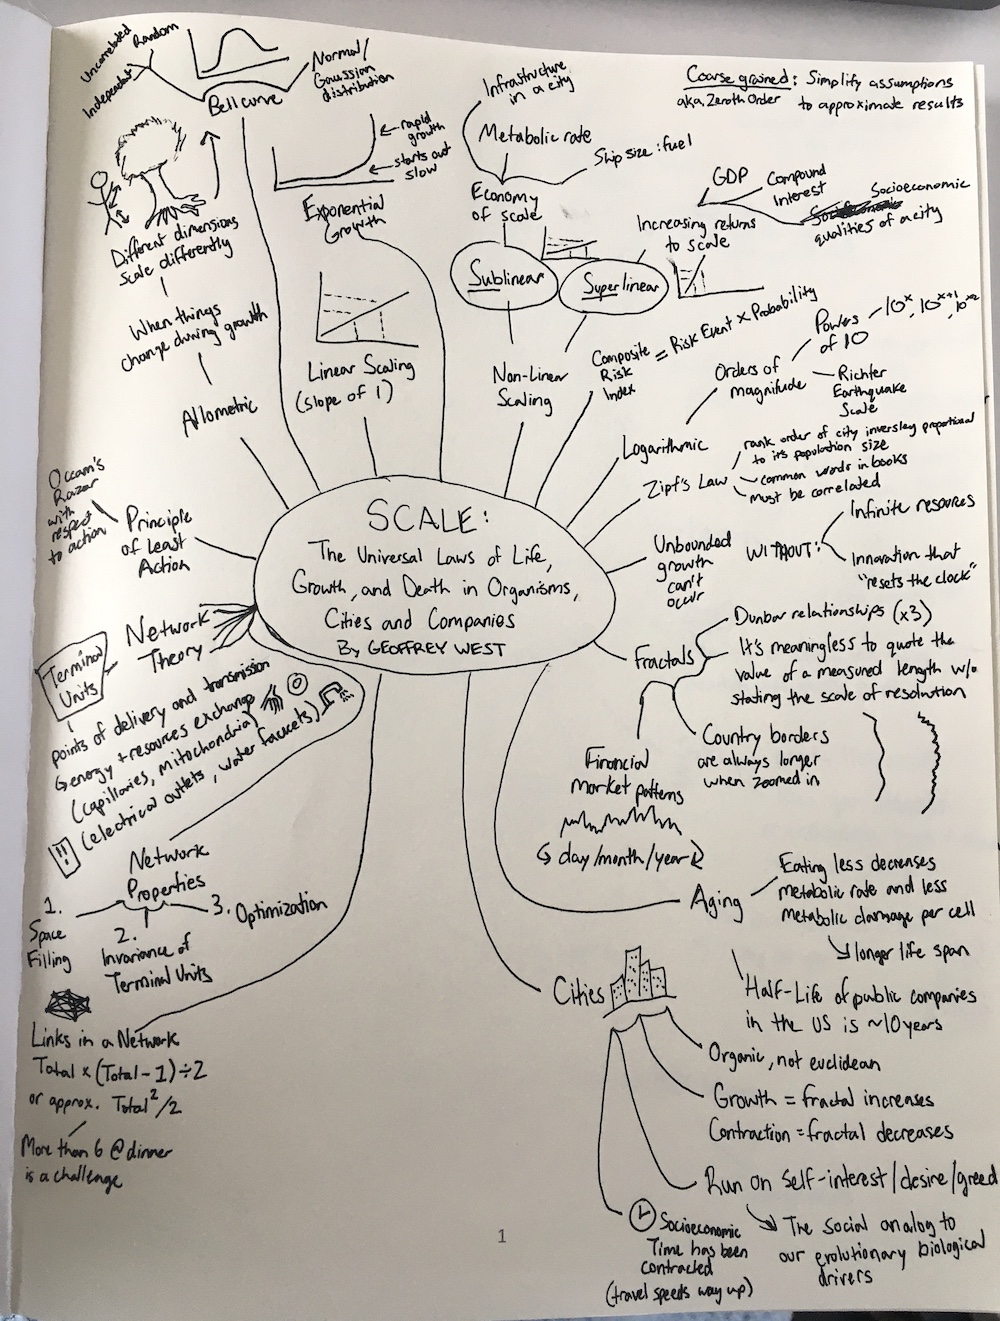 Uncorrelated
Random
Independent
Bell curve
Normal/
Gaussian
distribution
rapid
growth
starts out
slow
Exponential
Growth
Infrastructure
in a city
Metabolic rate
Ship size : fuel
Economy
of scale
Coarse grained: Simplify assumptions
aka, Zeroth Order to approximate results
GDP
Compound
Interest
Socioeconomic
qualities of a city
Increasing returns
to scale
Different dimensions
scale differently
When things
change during growth
Allometric
Linear Scaling
(slope of 1)
Sublinear
Superlinear
Non-Linear
Scaling
Composite
Risk
Index
= Risk Event x Probability
Orders of
magnitude
Powers
of 10
10^x, 10^x+1, 10^x+2
Richter
Earthquake
Scale
Logarithmic
Zipf's Law
rank order of city inversley proportional
to it's population size
common words in books
must be correlated
Occam's
Razor
with
respect
to action
Principle
of Least
Action
SCALE:
The Universal Laws of Life,
Growth, and Death in Organisms,
Cities and Companies
By GEOFFREY WEST
Unbounded
growth
can't
occur
WITHOUT:
Infinite resources
Innovation that
"resets the clock"
Network
Theory
Terminal
Units
points of delivery and transmission
energy + resources exchange
(capillaries, mitochondria)
(electrical outlets, water fackets)
Fractals
Dunbar relationships (x3)
It's meaningless to quote the
value of a measured length w/o
stating the scale of resolution
Country borders
are always longer
when zoomed in
Financial
market patterns
day/month/year
Network
Properties
1.
Space
Filling
2.
Invariance of
Terminal Units
3. Optimization
Links in a Network
Total x (Total-1) ÷ 2
or approx. Total²/2
More than 6 @ dinner
is a challenge
Aging
Eating less decreases
metabolic rate and less
metabolic damage per cell
longer life span
Half-Life of public companies
in the US is ~10 years
Cities
Organic, not euclidean
Growth = fractal increases
Contraction = fractal decreases
Run on Self-interest/desire/greed
The social analog to
our evolutionary biological
drivers
Socioeconomic
Time has been
contracted
(travel speeds way up)
1